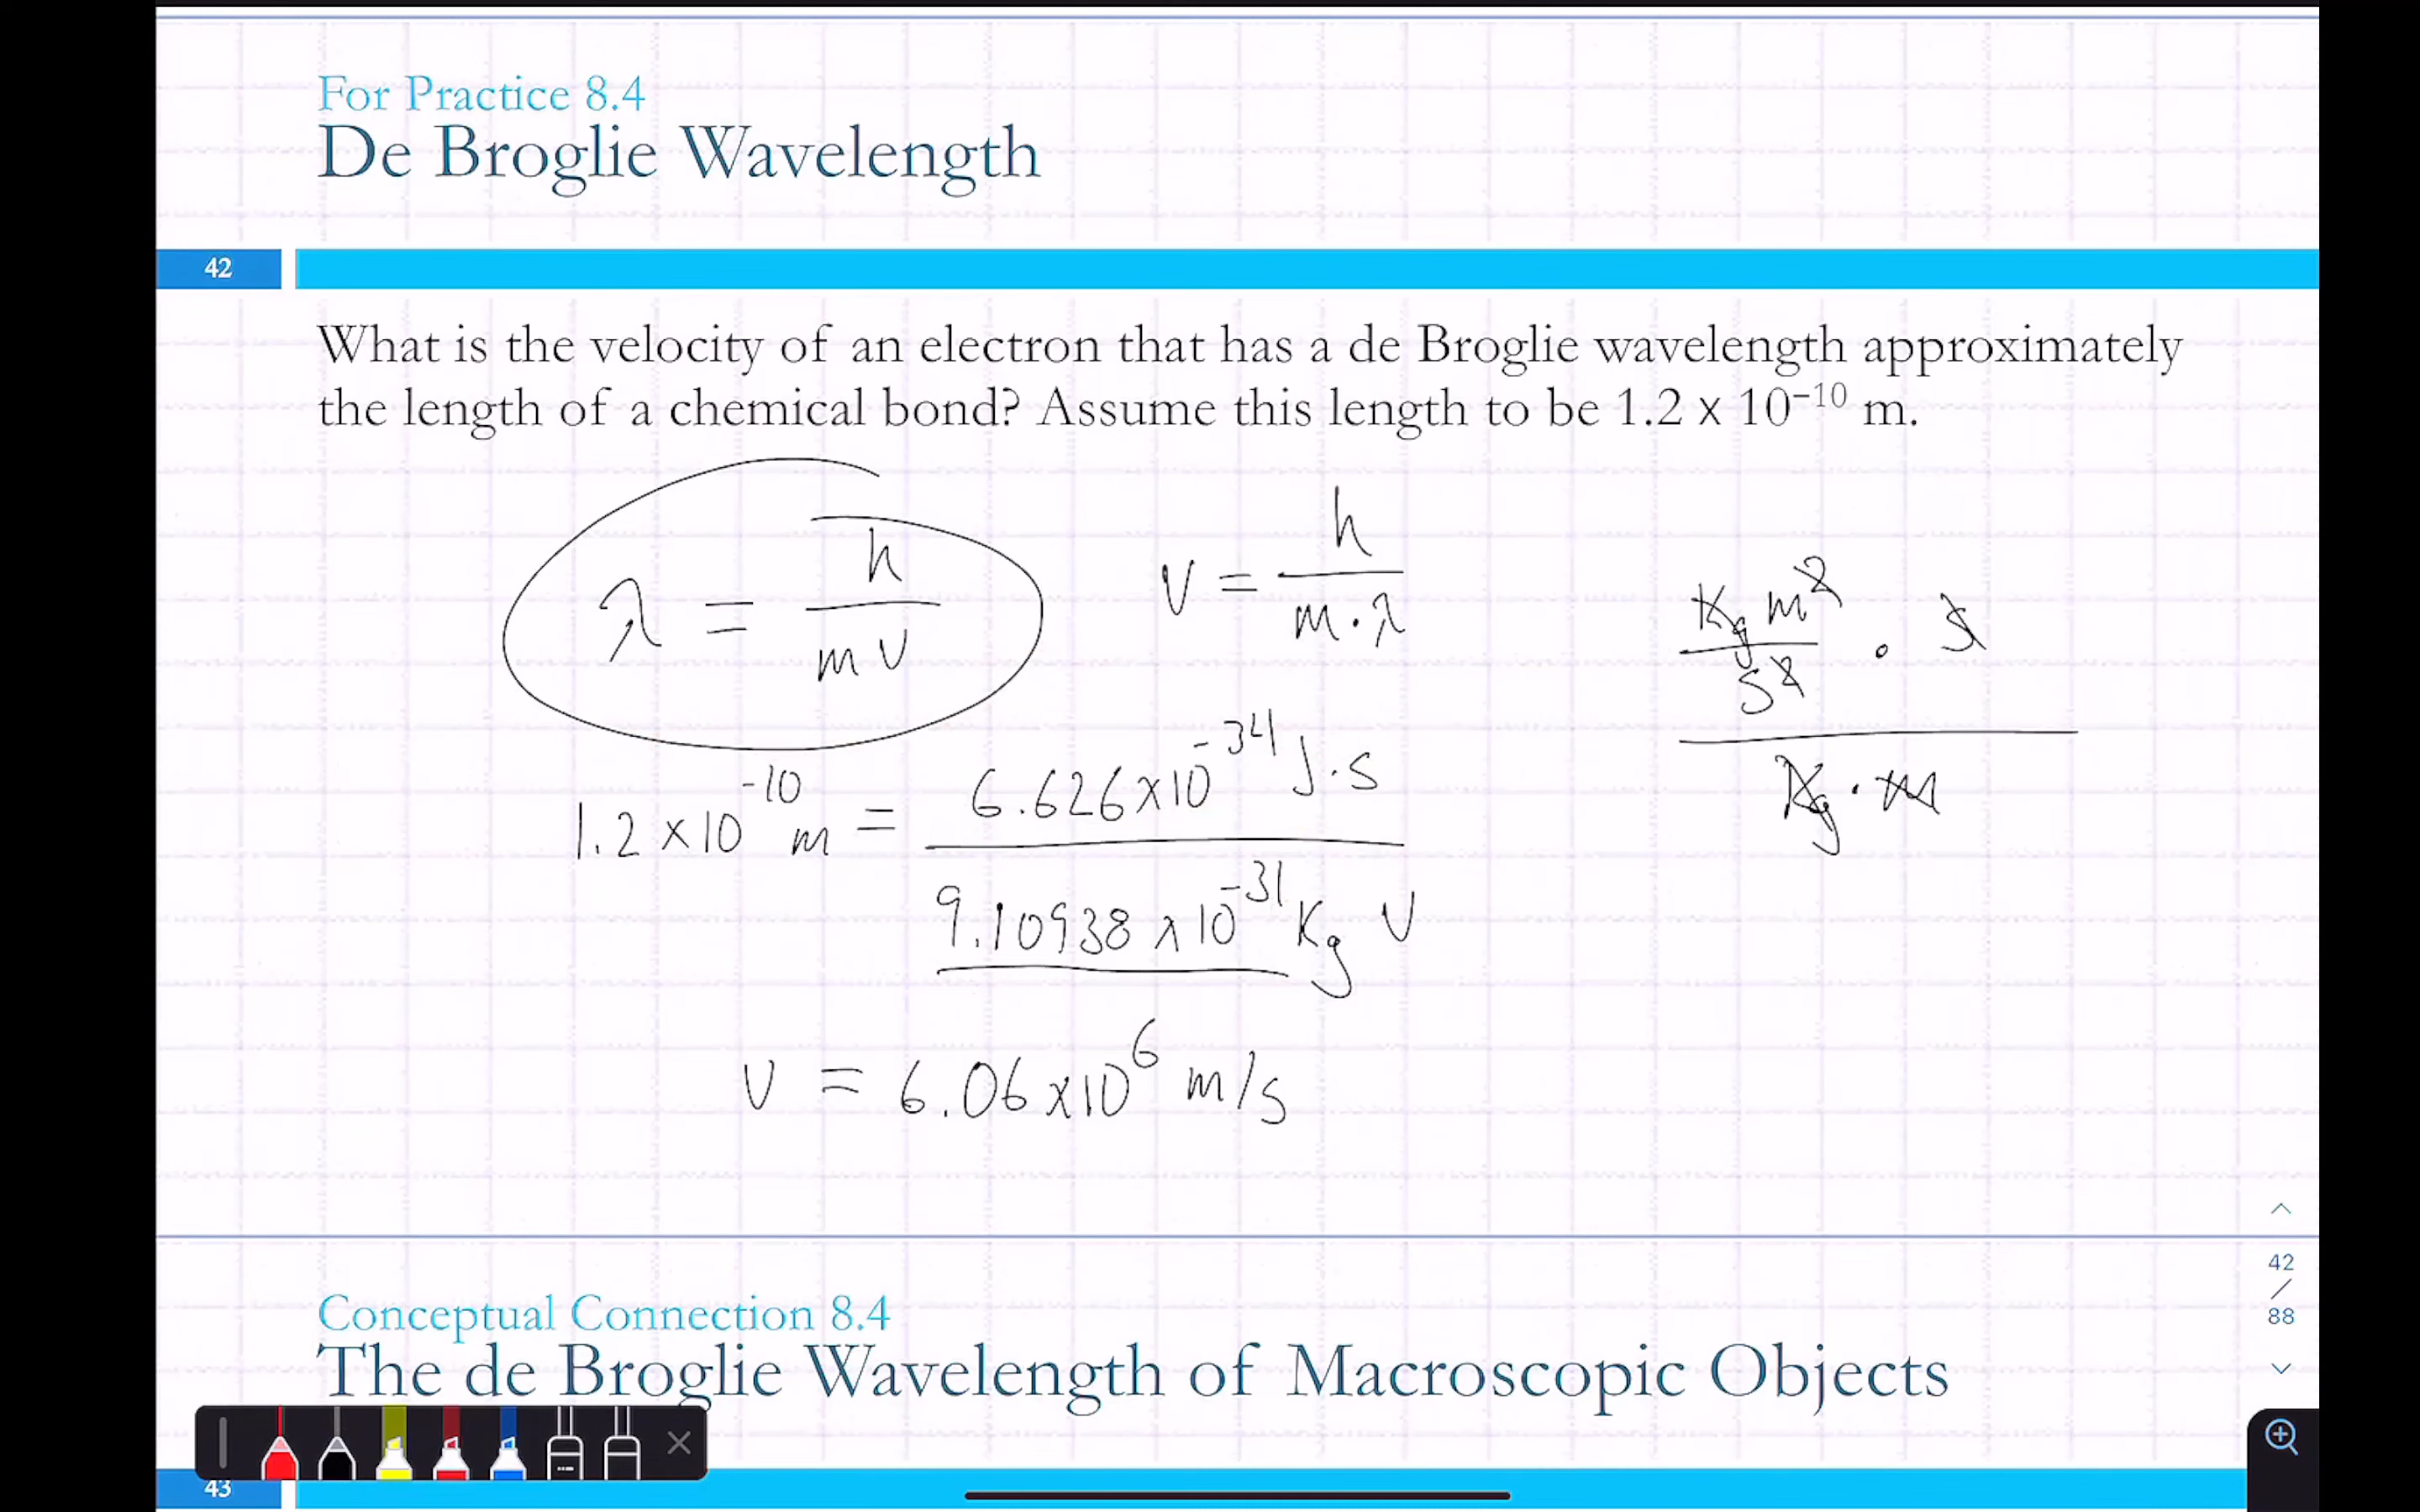 For Practice 8.4
De Broglie Wavelength
42
What is the velocity of an electron that has a de Broglie wavelength approximately
the length of a chemical bond? Assume this length to be 1.2 x 10⁻¹⁰ m.
λ = h / mv
v = h / m·λ
Kg m² / s² · s
Kg · m
1.2 x 10⁻¹⁰ m = 6.626 x 10⁻³⁴ J·s
9.10938 x 10⁻³¹ Kg v
v = 6.06 x 10⁶ m/s
42
/
88
Conceptual Connection 8.4
The de Broglie Wavelength of Macroscopic Objects
43